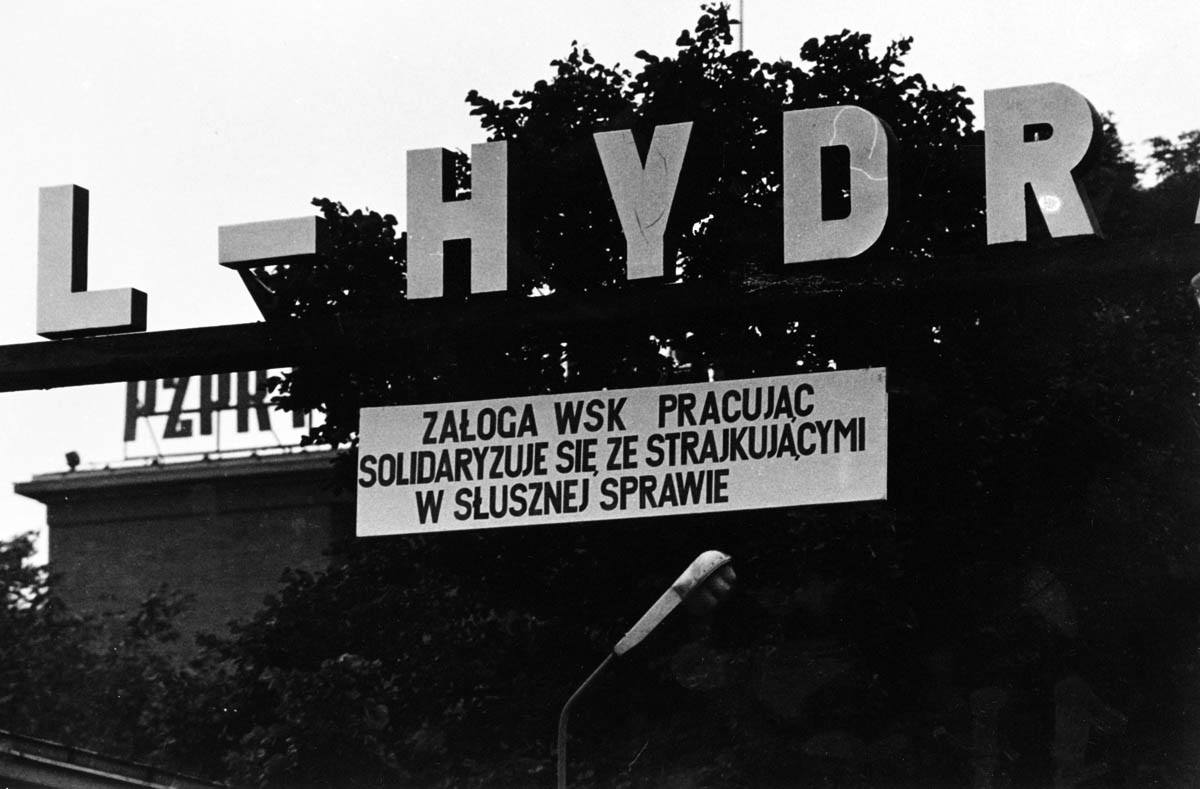 L-HYDR
PZPR
ZAŁOGA WSK PRACUJĄC
SOLIDARYZUJE SIĘ ZE STRAJKUJĄCYMI
W SŁUSZNEJ SPRAWIE